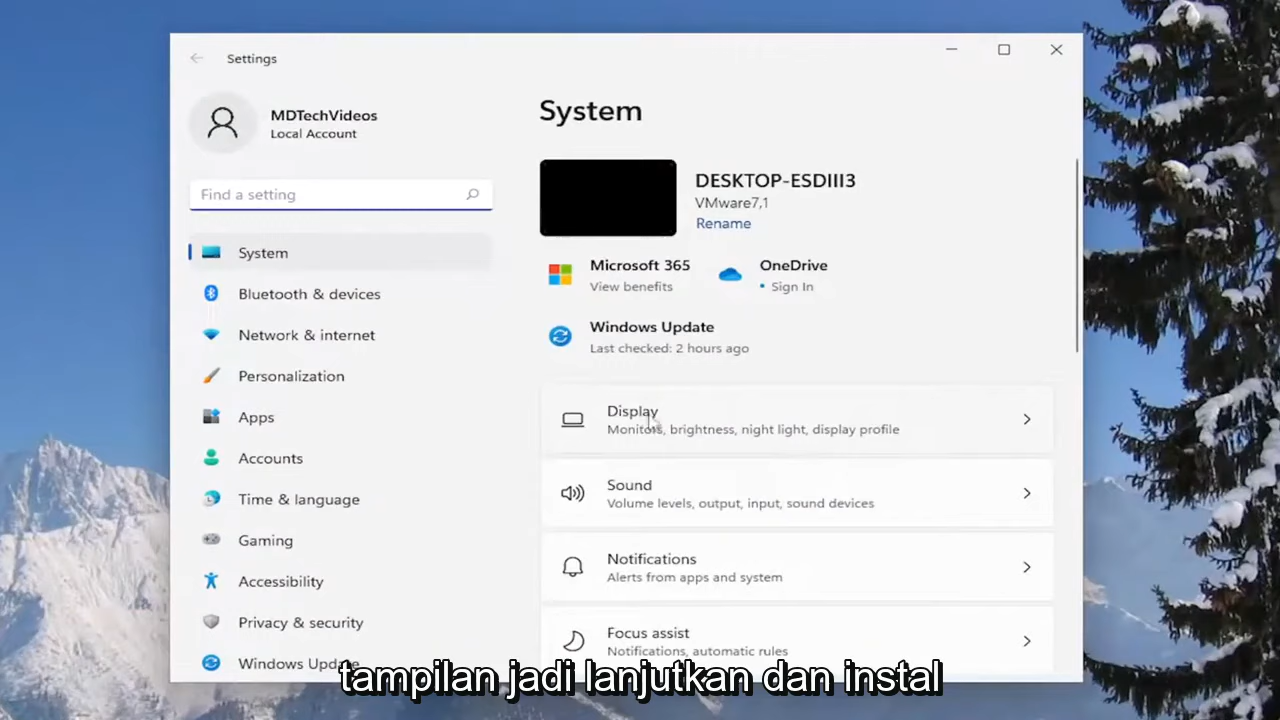 Settings
MDTechVideos
Local Account
Find a setting
System
Bluetooth & devices
Network & internet
Personalization
Apps
Accounts
Time & language
Gaming
Accessibility
Privacy & security
Windows Update
System
DESKTOP-ESDIII3
VMware7,1
Rename
Microsoft 365
View benefits
OneDrive
Sign In
Windows Update
Last checked: 2 hours ago
Display
Monitors, brightness, night light, display profile
Sound
Volume levels, output, input, sound devices
Notifications
Alerts from apps and system
Focus assist
Notifications, automatic rules
tampilan jadi lanjutkan dan instal